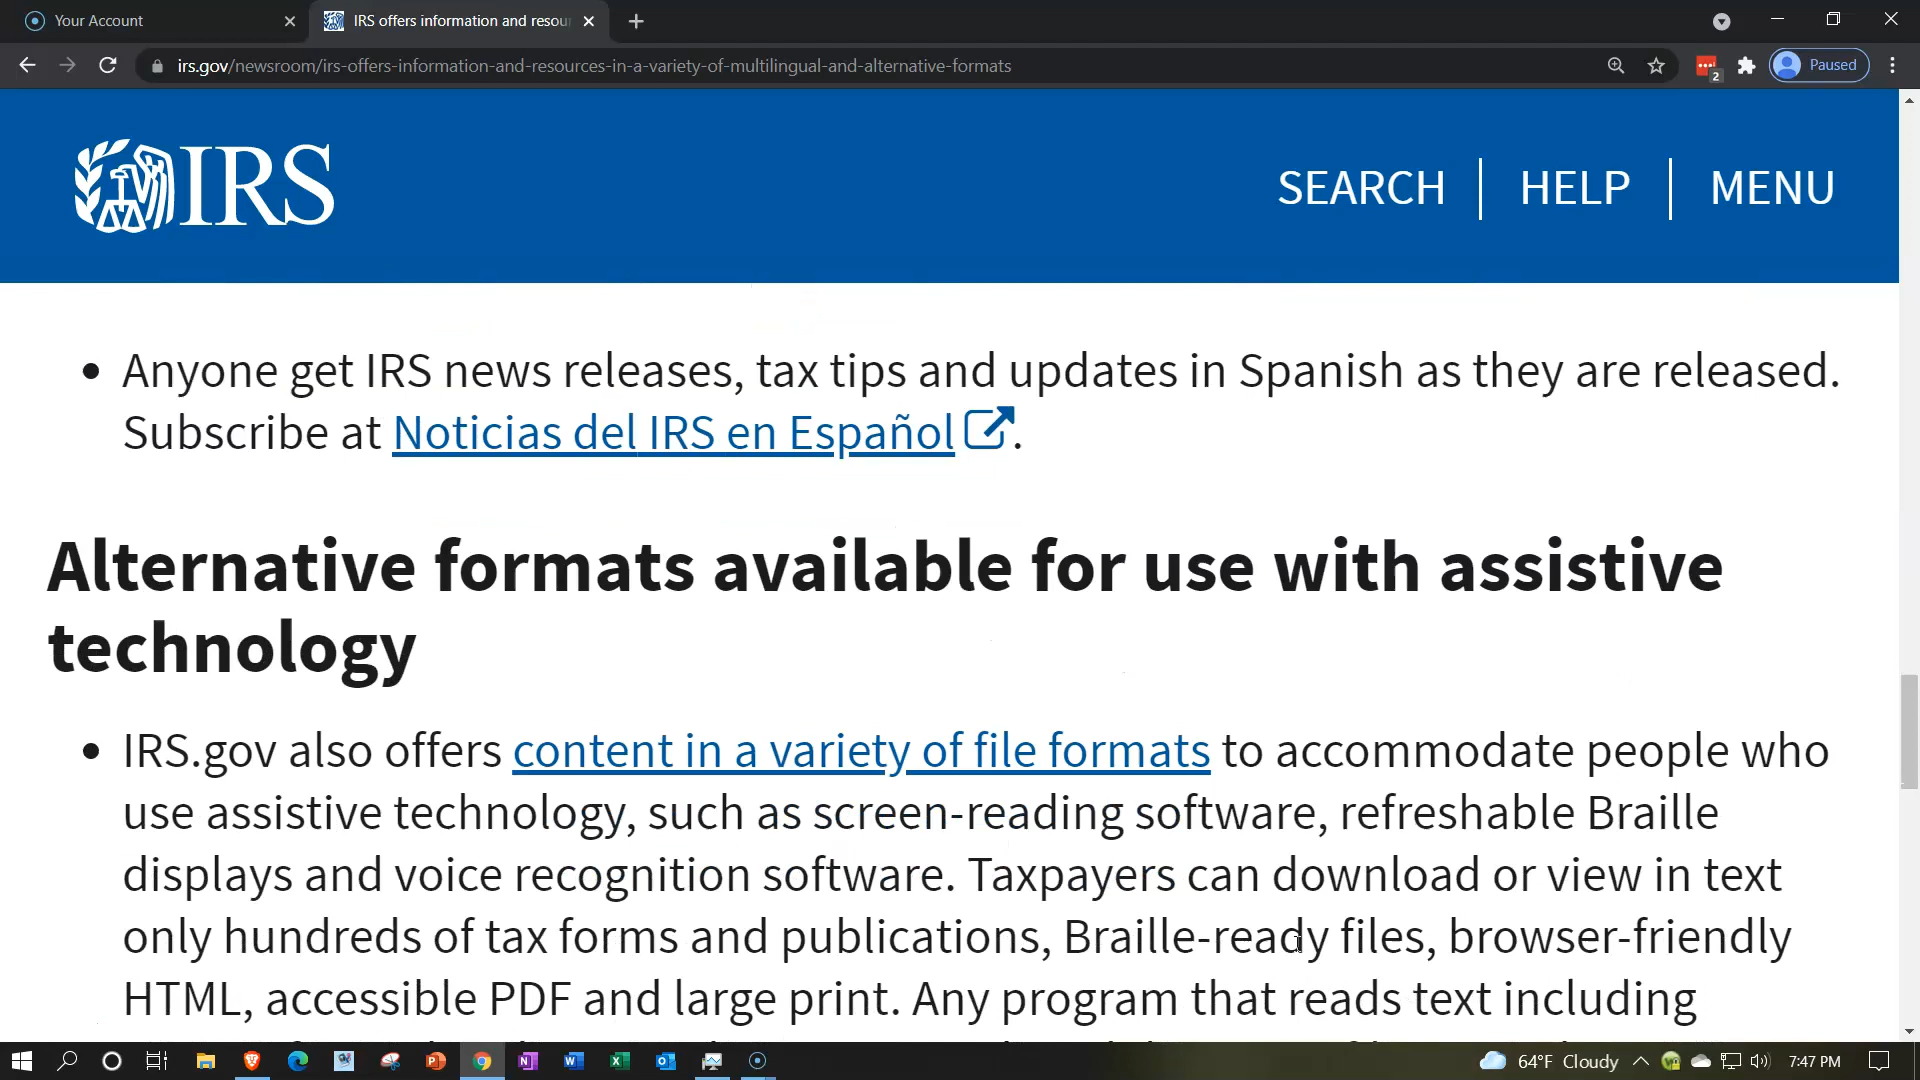 Your Account
IRS offers information and resou
irs.gov/newsroom/irs-offers-information-and-resources-in-a-variety-of-multilingual-and-alternative-formats
2
Paused
IRS
SEARCH
HELP
MENU
• Anyone get IRS news releases, tax tips and updates in Spanish as they are released.
Subscribe at Noticias del IRS en Español.
Alternative formats available for use with assistive
technology
• IRS.gov also offers content in a variety of file formats to accommodate people who
use assistive technology, such as screen-reading software, refreshable Braille
displays and voice recognition software. Taxpayers can download or view in text
only hundreds of tax forms and publications, Braille-ready files, browser-friendly
HTML, accessible PDF and large print. Any program that reads text including
64°F Cloudy
7:47 PM